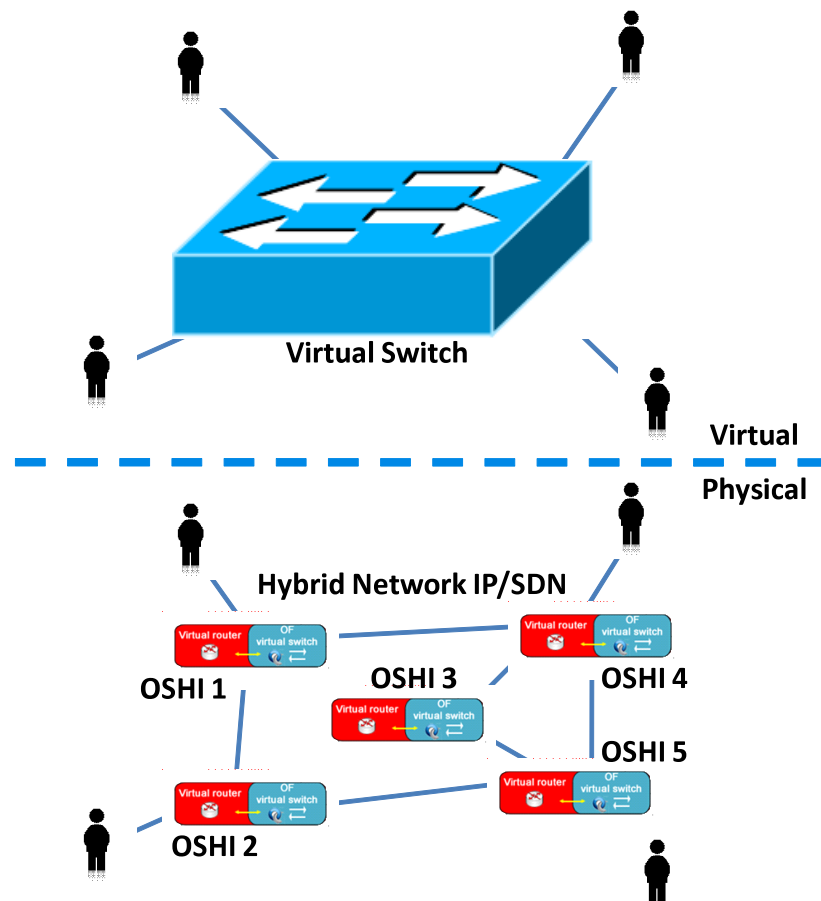 Virtual Switch
Virtual
Physical
Hybrid Network IP/SDN
Virtual router
OF
virtual switch
OSHI 1
Virtual router
OF
virtual switch
OSHI 4
OSHI 3
Virtual router
OF
virtual switch
OSHI 5
Virtual router
OF
virtual switch
Virtual router
OF
virtual switch
OSHI 2